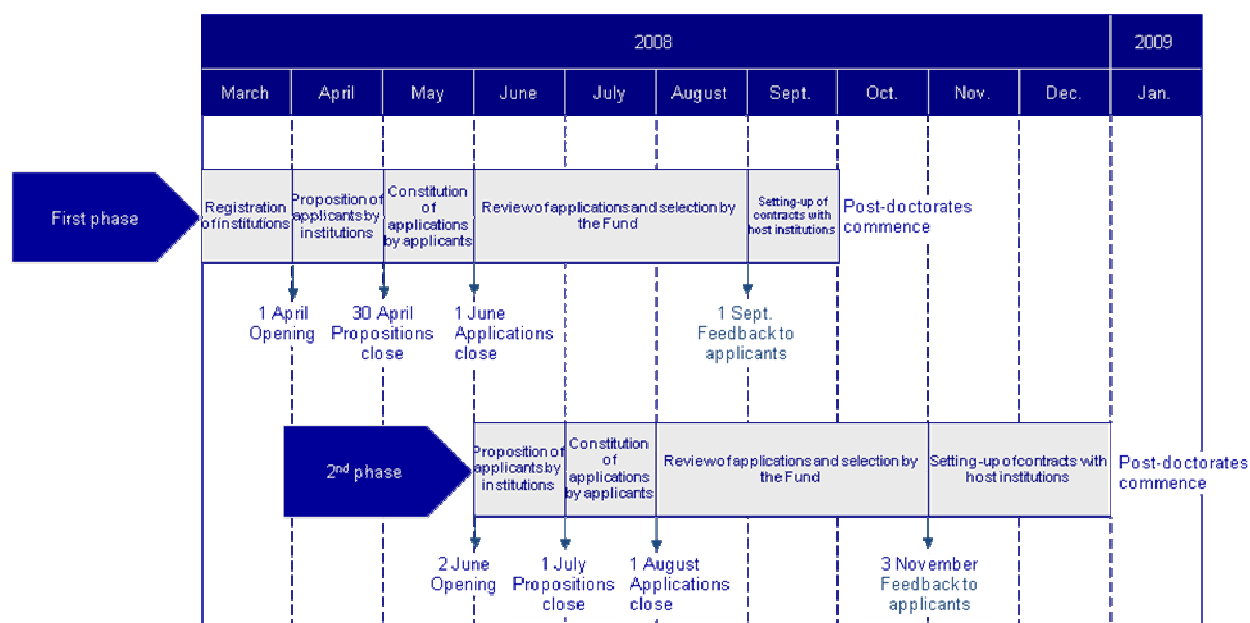 2008
2009
March
April
May
June
July
August
Sept.
Oct.
Nov.
Dec.
Jan.
First phase
Registration
of institutions
Proposition of
applicants by
institutions
Constitution
of
applications
by applicants
Review of applications and selection by
the Fund
Setting-up of
contracts with
host institutions
Post-doctorates
commence
1 April
Opening
30 April
Propositions
close
1 June
Applications
close
1 Sept.
Feedback to
applicants
2nd phase
Proposition of
applicants by
institutions
Constitution
of
applications
by applicants
Review of applications and selection by
the Fund
Setting-up of contracts with
host institutions
Post-doctorates
commence
2 June
Opening
1 July
Propositions
close
1 August
Applications
close
3 November
Feedback to
applicants